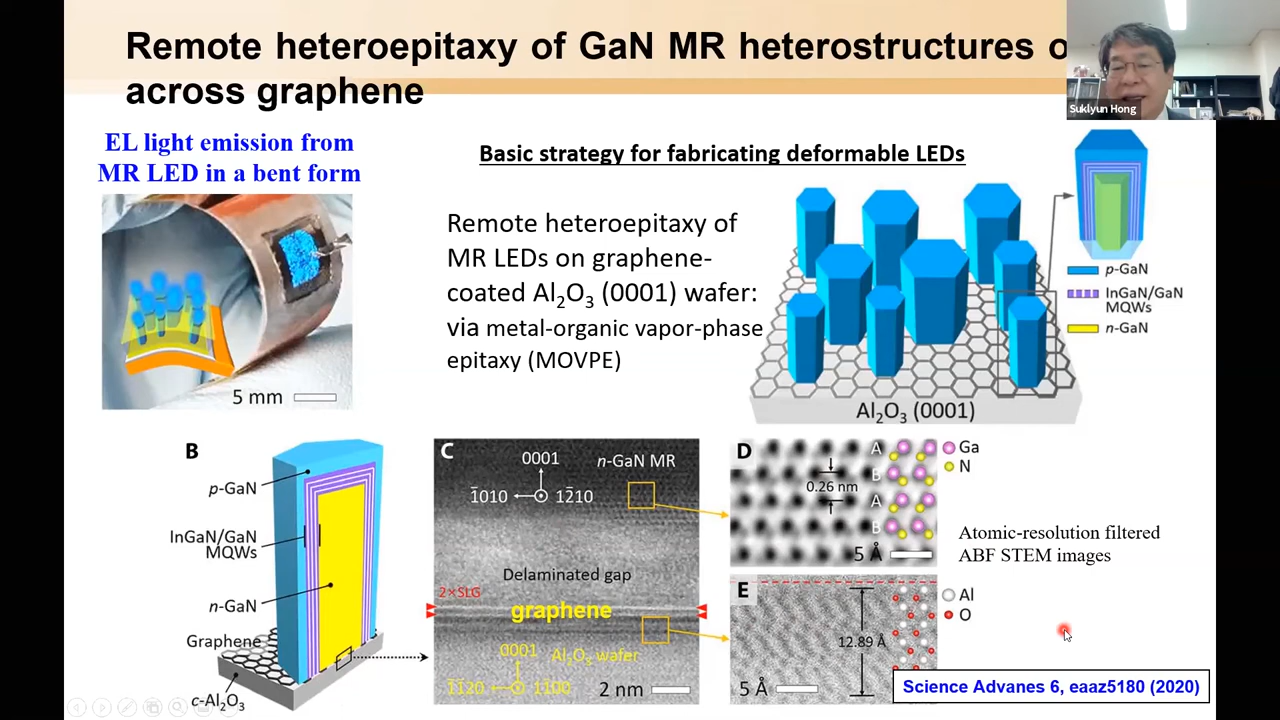 Remote heteroepitaxy of GaN MR heterostructures
across graphene
Suklyun Hong
EL light emission from
MR LED in a bent form
5 mm
Basic strategy for fabricating deformable LEDs
Remote heteroepitaxy of
MR LEDs on graphene-
coated Al₂O₃ (0001) wafer:
via metal-organic vapor-phase
epitaxy (MOVPE)
Al₂O₃ (0001)
p-GaN
InGaN/GaN
MQWs
n-GaN
B
p-GaN
InGaN/GaN
MQWs
n-GaN
Graphene
c-Al₂O₃
C
0001
n-GaN MR
1̅010
12̅10
Delaminated gap
2×SLG
graphene
0001
Al₂O₃ wafer
1̅1̅20
11̅00
2 nm
D
A
B
A
B
0.26 nm
5 Å
Ga
N
Atomic-resolution filtered
ABF STEM images
E
12.89 Å
5 Å
Al
O
Science Advanes 6, eaaz5180 (2020)